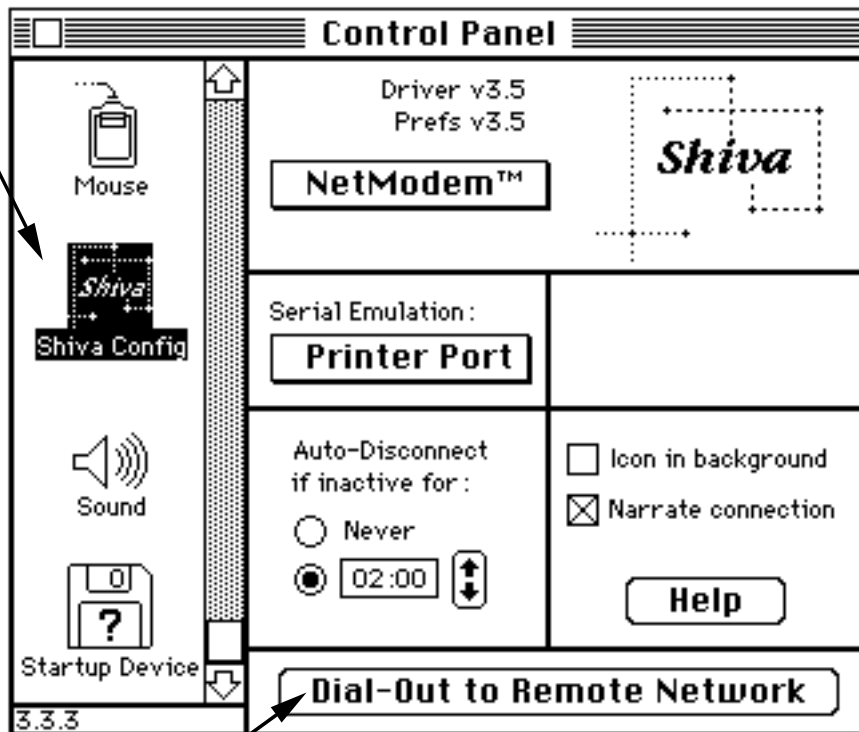 Control Panel
Mouse
Shiva
Shiva Config
Sound
0
?
Startup Device
3.3.3
Driver v3.5
Prefs v3.5
NetModem™
Shiva
Serial Emulation:
Printer Port
Auto-Disconnect
if inactive for:
Never
02:00
Icon in background
Narrate connection
Help
Dial-Out to Remote Network